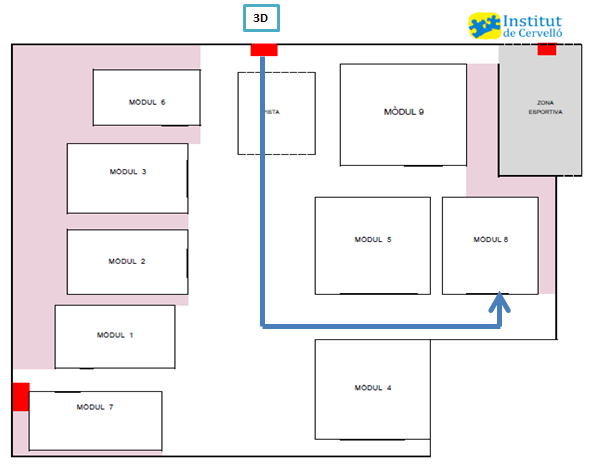 3D
Institut
de Cervelló
MÒDUL 6
PISTA
MÒDUL 9
ZONA
ESPORTIVA
MÒDUL 3
MÒDUL 2
MÒDUL 5
MÒDUL 8
MÒDUL 1
MÒDUL 7
MÒDUL 4